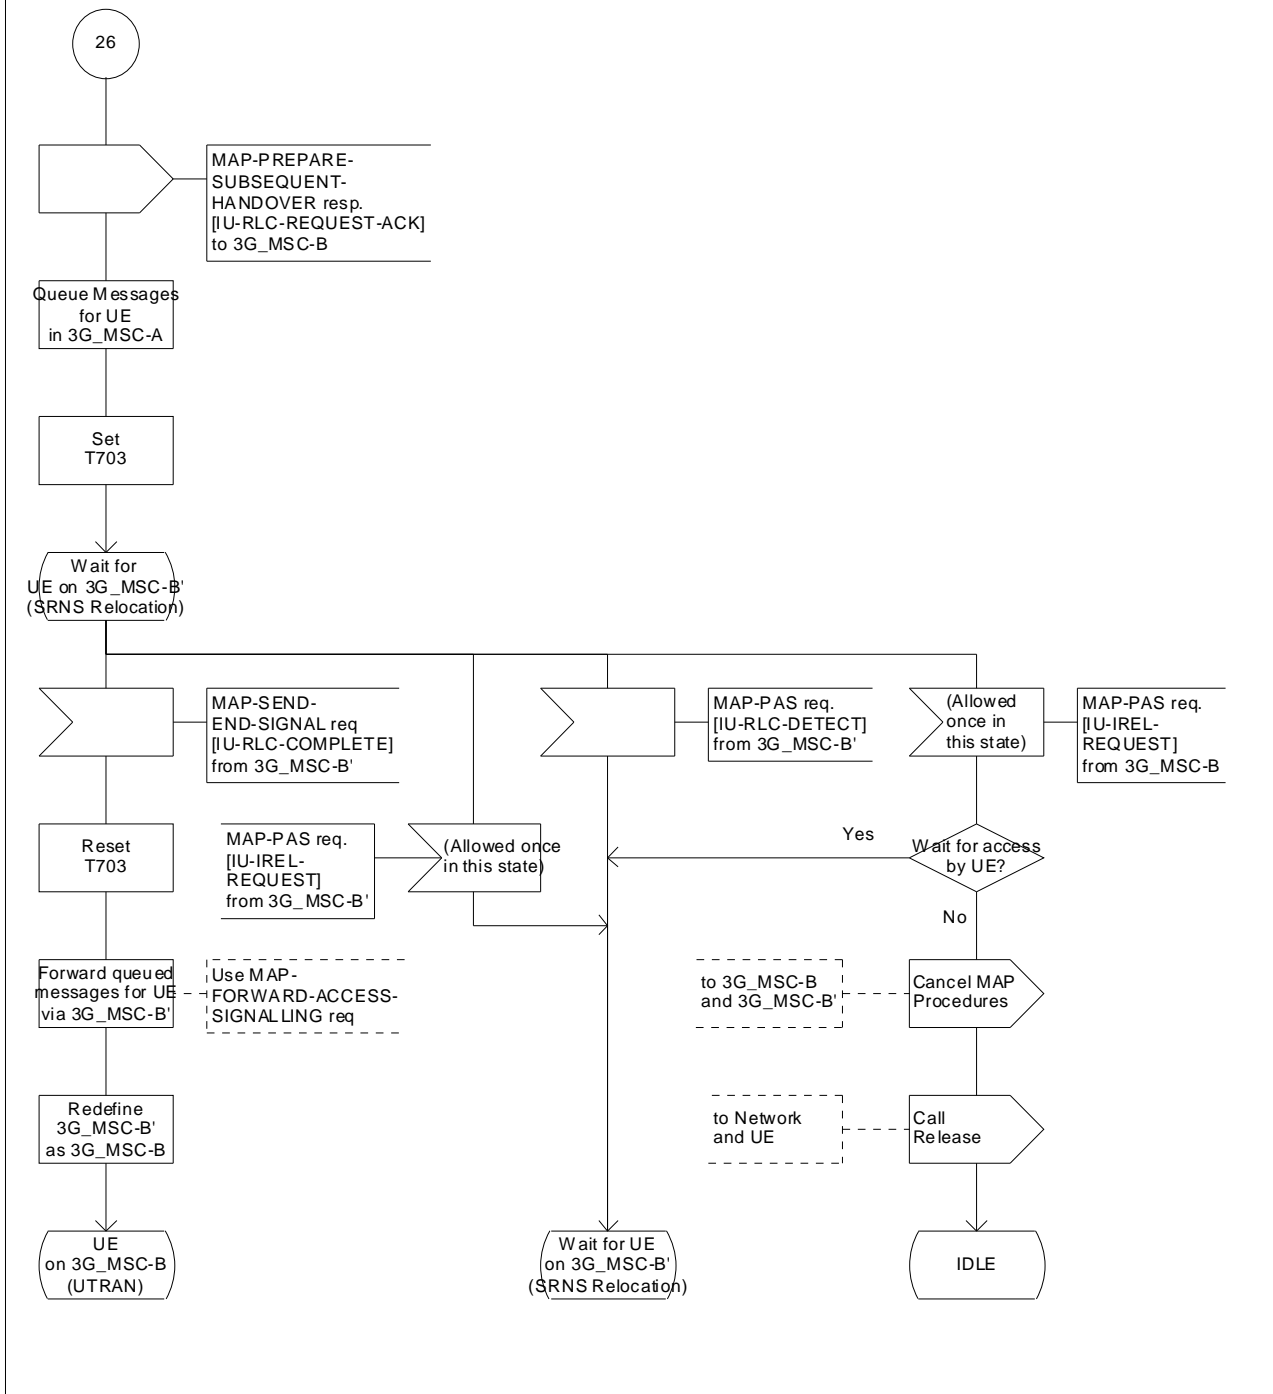 26
MAP-PREPARE-
SUBSEQUENT-
HANDOVER resp.
[IU-RLC-REQUEST-ACK]
to 3G_MSC-B
Queue Messages
for UE
in 3G_MSC-A
Set
T703
Wait for
UE on 3G_MSC-B'
(SRNS Relocation)
MAP-SEND-
END-SIGNAL req
[IU-RLC-COMPLETE]
from 3G_MSC-B'
MAP-PAS req.
[IU-RLC-DETECT]
from 3G_MSC-B'
(Allowed
once in
this state)
MAP-PAS req.
[IU-IREL-
REQUEST]
from 3G_MSC-B
Reset
T703
MAP-PAS req.
[IU-IREL-
REQUEST]
from 3G_MSC-B'
(Allowed once
in this state)
Yes
Wait for access
by UE?
No
Forward queued
messages for UE
via 3G_MSC-B'
Use MAP-
FORWARD-ACCESS-
SIGNALLING req
to 3G_MSC-B
and 3G_MSC-B'
Cancel MAP
Procedures
Redefine
3G_MSC-B'
as 3G_MSC-B
to Network
and UE
Call
Release
UE
on 3G_MSC-B
(UTRAN)
Wait for UE
on 3G_MSC-B'
(SRNS Relocation)
IDLE